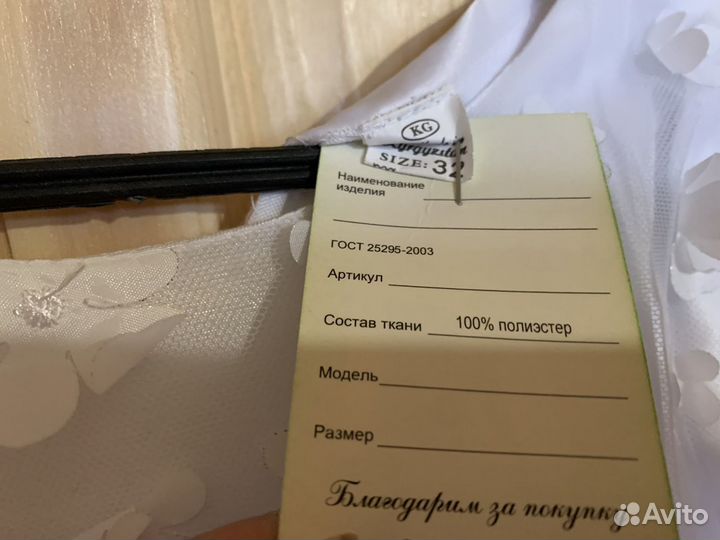 KG
SIZE: 32
Наименование
изделия
ГОСТ 25295-2003
Артикул
Состав ткани 100% полиэстер
Модель
Размер
Благодарим за покупку
Avito